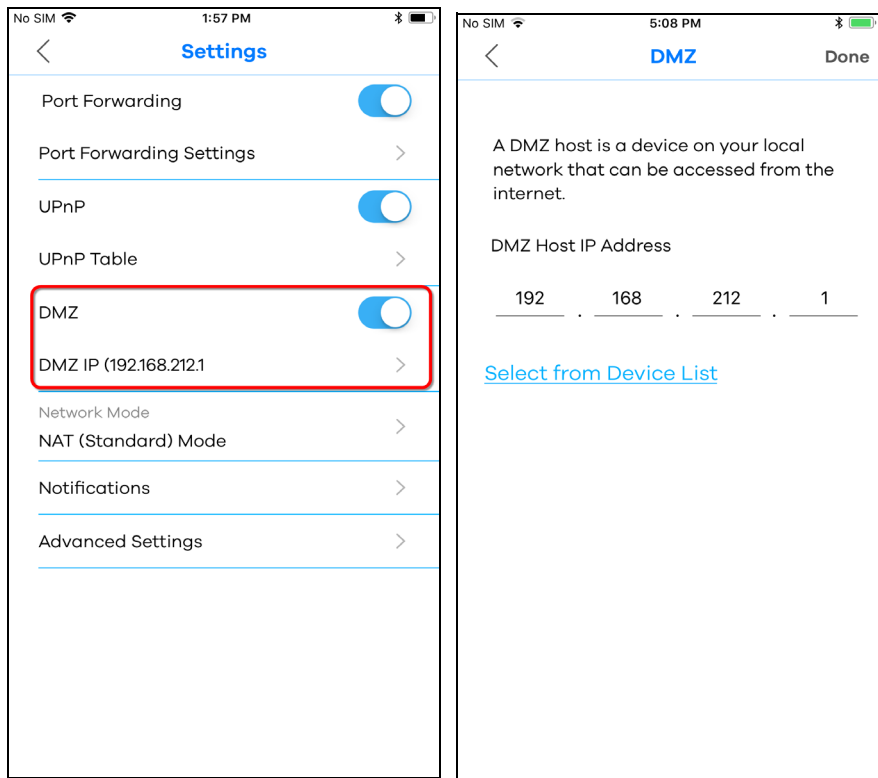 No SIM 1:57 PM
Settings
Port Forwarding
Port Forwarding Settings
UPnP
UPnP Table
DMZ
DMZ IP (192.168.212.1
Network Mode
NAT (Standard) Mode
Notifications
Advanced Settings
No SIM 5:08 PM
DMZ Done
A DMZ host is a device on your local
network that can be accessed from the
internet.
DMZ Host IP Address
192 . 168 . 212 . 1
Select from Device List